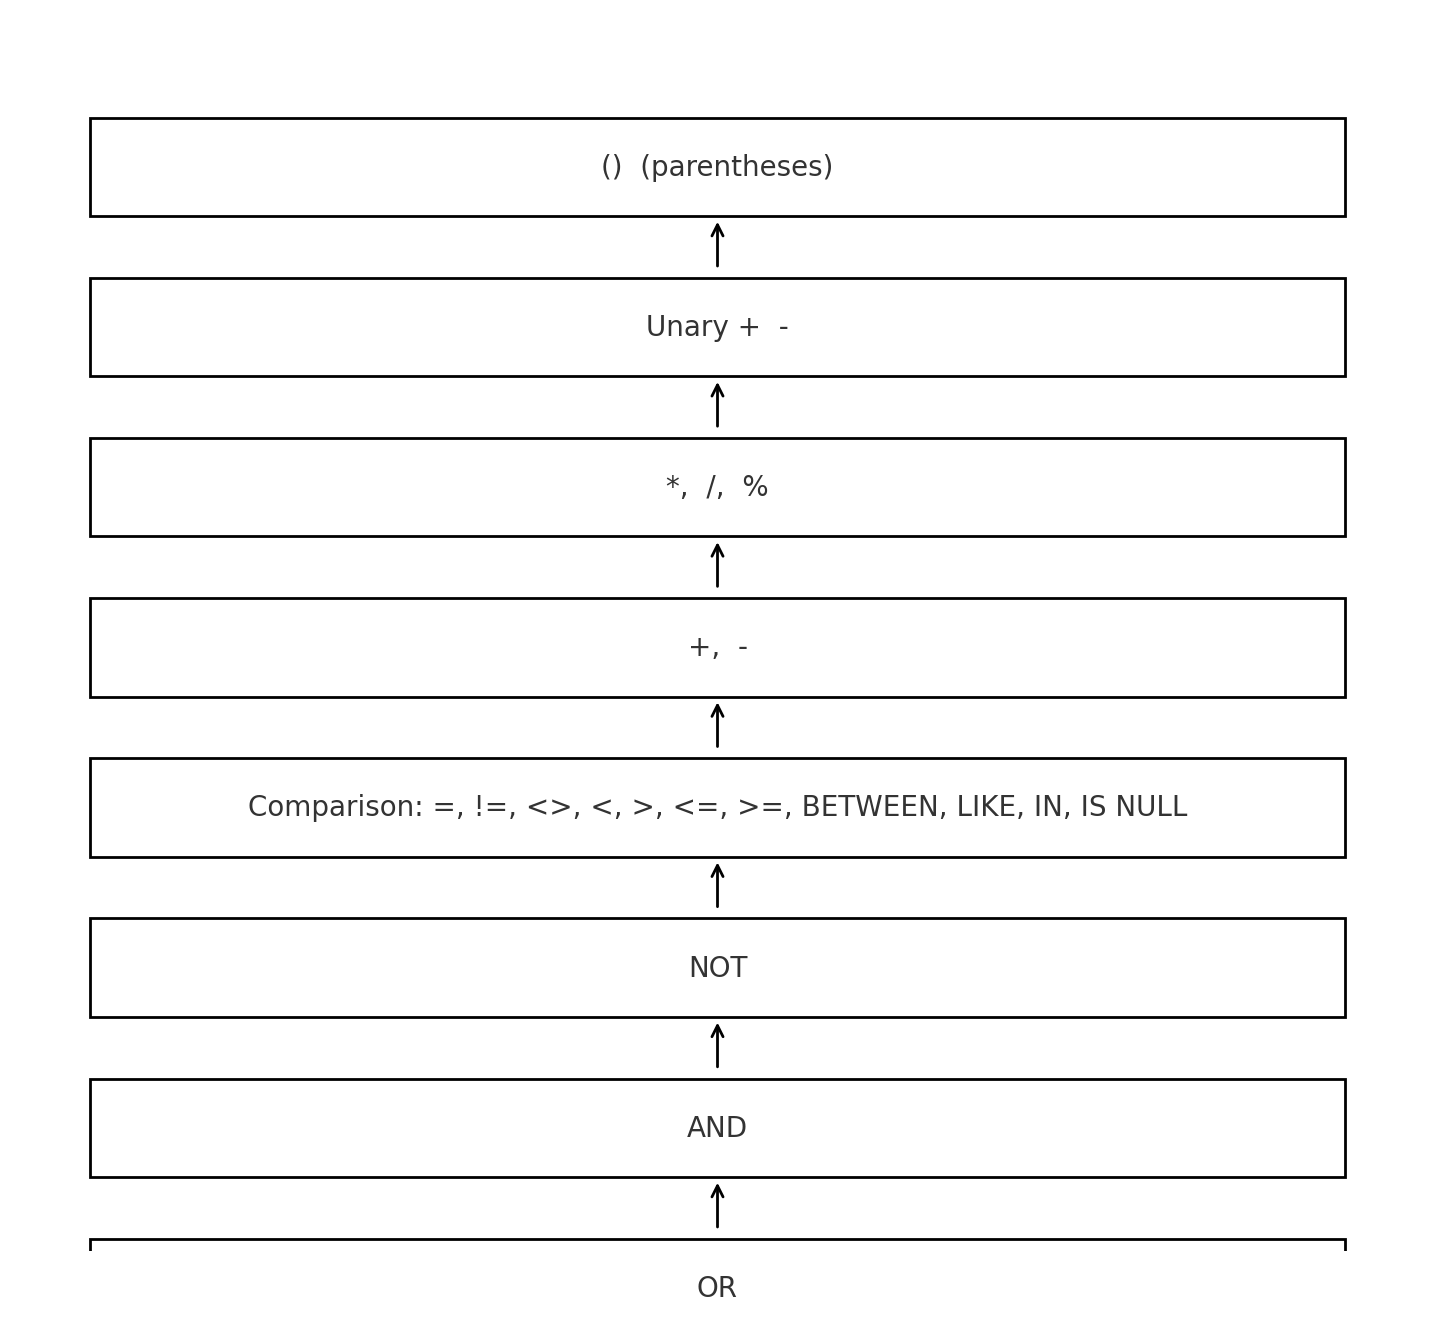 ()  (parentheses)
Unary +  -
*,  /,  %
+,  -
Comparison: =, !=, <>, <, >, <=, >=, BETWEEN, LIKE, IN, IS NULL
NOT
AND
OR